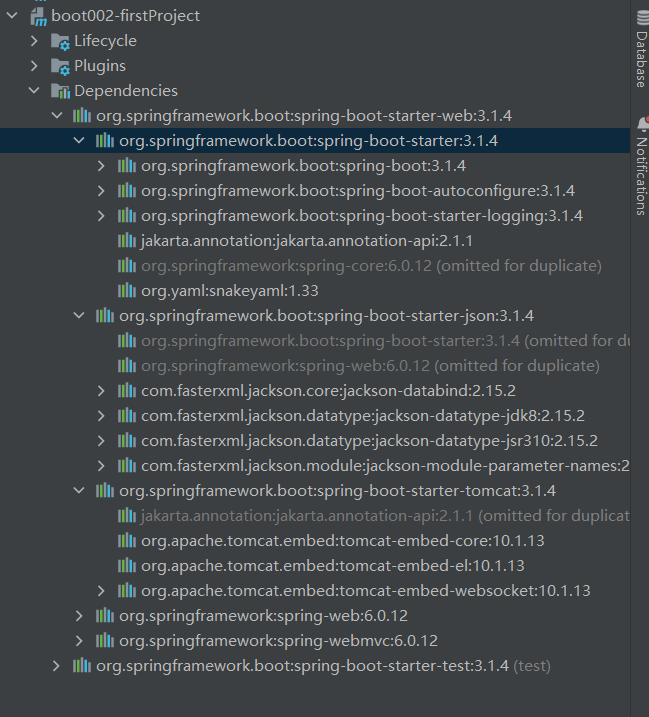 boot002-firstProject
Lifecycle
Plugins
Dependencies
org.springframework.boot:spring-boot-starter-web:3.1.4
org.springframework.boot:spring-boot-starter:3.1.4
org.springframework.boot:spring-boot:3.1.4
org.springframework.boot:spring-boot-autoconfigure:3.1.4
org.springframework.boot:spring-boot-starter-logging:3.1.4
jakarta.annotation:jakarta.annotation-api:2.1.1
org.springframework:spring-core:6.0.12 (omitted for duplicate)
org.yaml:snakeyaml:1.33
org.springframework.boot:spring-boot-starter-json:3.1.4
org.springframework.boot:spring-boot-starter:3.1.4 (omitted for du
org.springframework:spring-web:6.0.12 (omitted for duplicate)
com.fasterxml.jackson.core:jackson-databind:2.15.2
com.fasterxml.jackson.datatype:jackson-datatype-jdk8:2.15.2
com.fasterxml.jackson.datatype:jackson-datatype-jsr310:2.15.2
com.fasterxml.jackson.module:jackson-module-parameter-names:2
org.springframework.boot:spring-boot-starter-tomcat:3.1.4
jakarta.annotation:jakarta.annotation-api:2.1.1 (omitted for duplicat
org.apache.tomcat.embed:tomcat-embed-core:10.1.13
org.apache.tomcat.embed:tomcat-embed-el:10.1.13
org.apache.tomcat.embed:tomcat-embed-websocket:10.1.13
org.springframework:spring-web:6.0.12
org.springframework:spring-webmvc:6.0.12
org.springframework.boot:spring-boot-starter-test:3.1.4 (test)
Database
Notifications